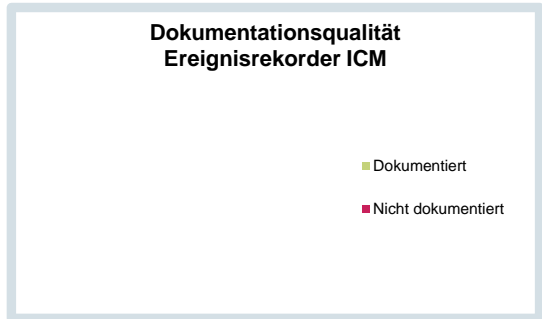 Dokumentationsqualität
Ereignisrekorder ICM
Dokumentiert
Nicht dokumentiert